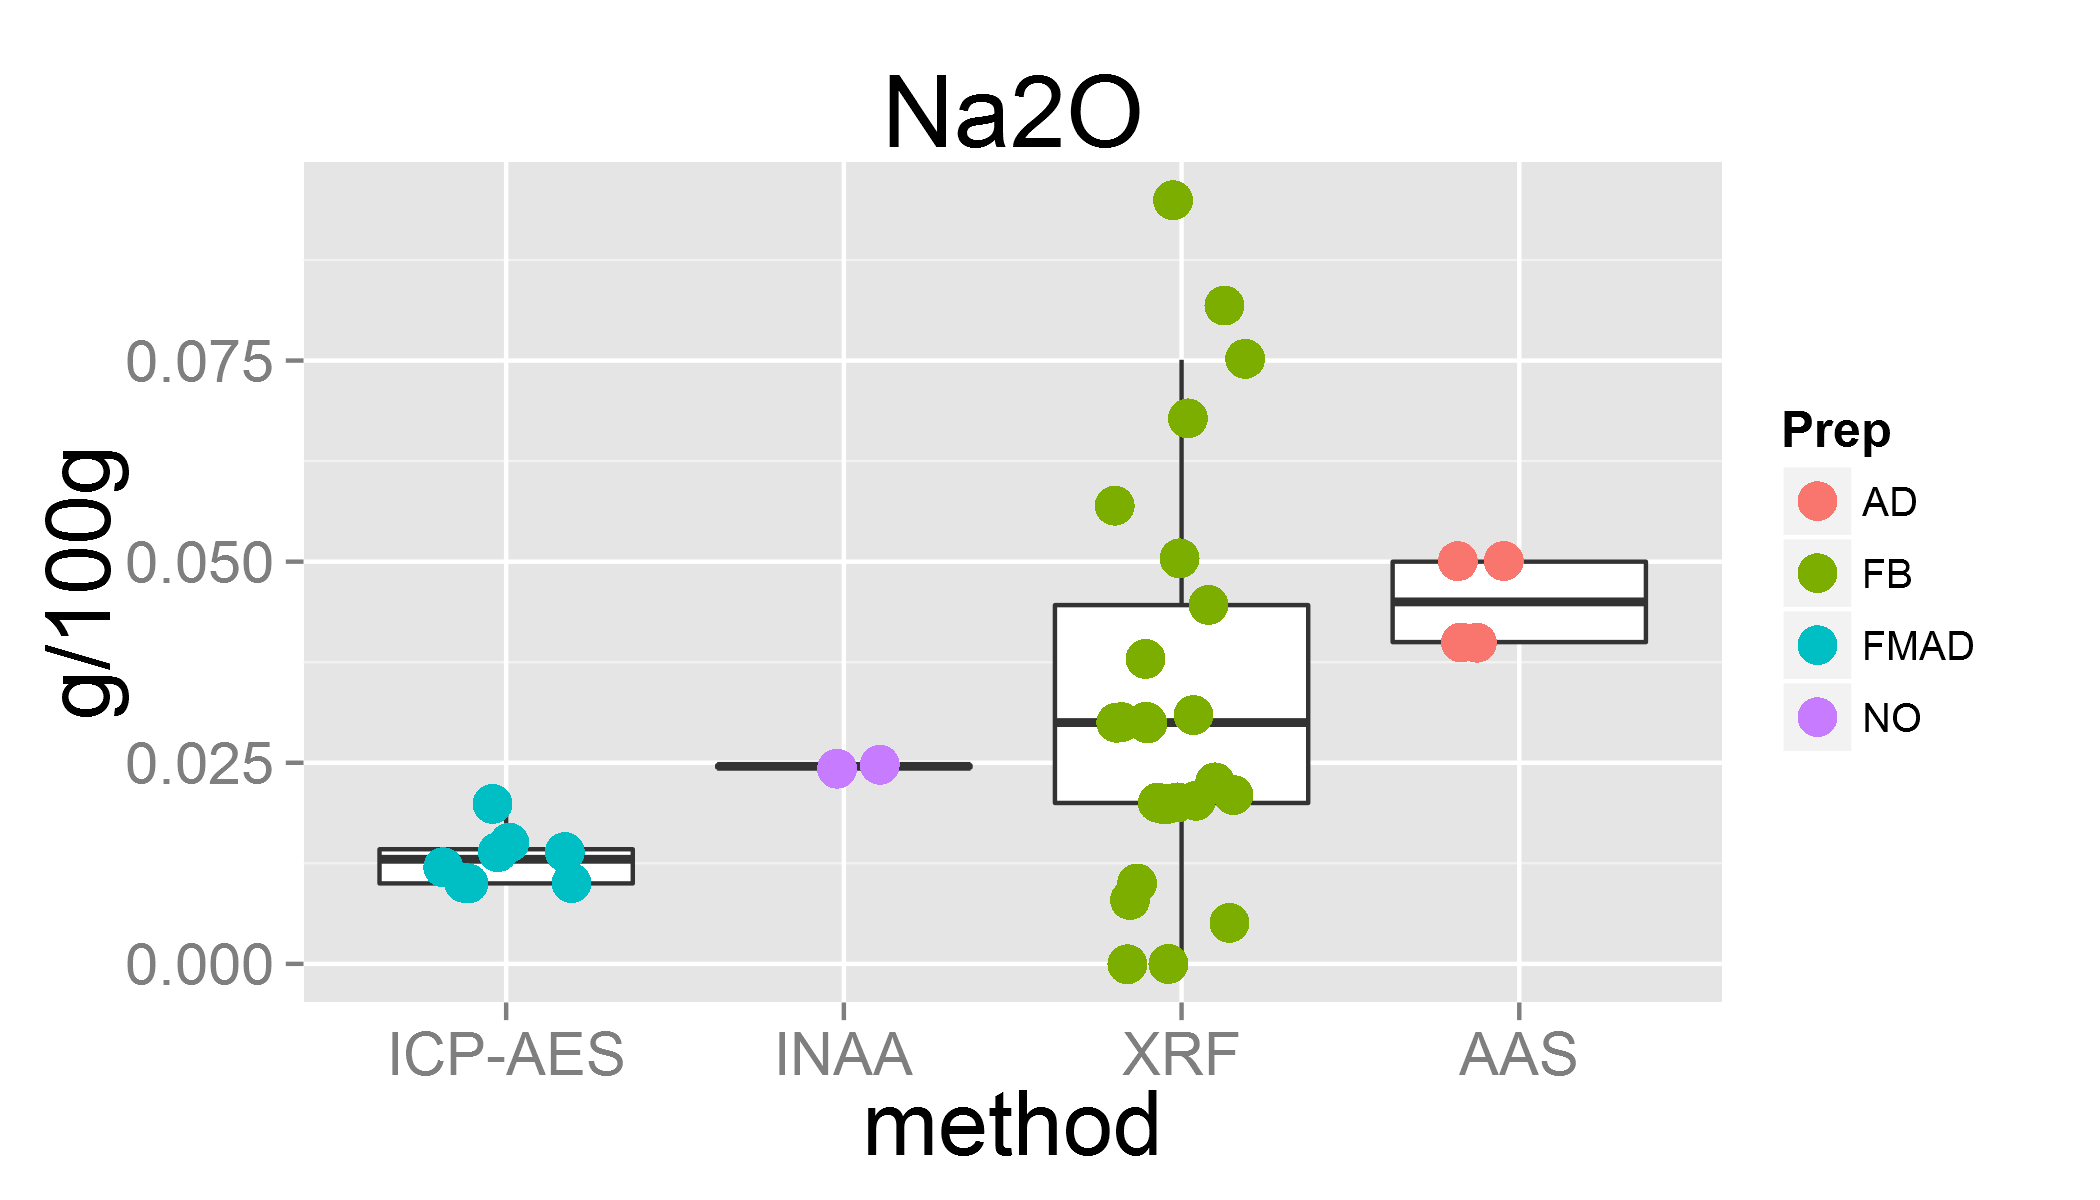 Na2O
g/100g
0.075
0.050
0.025
0.000
ICP-AES
INAA
XRF
AAS
method
Prep
AD
FB
FMAD
NO